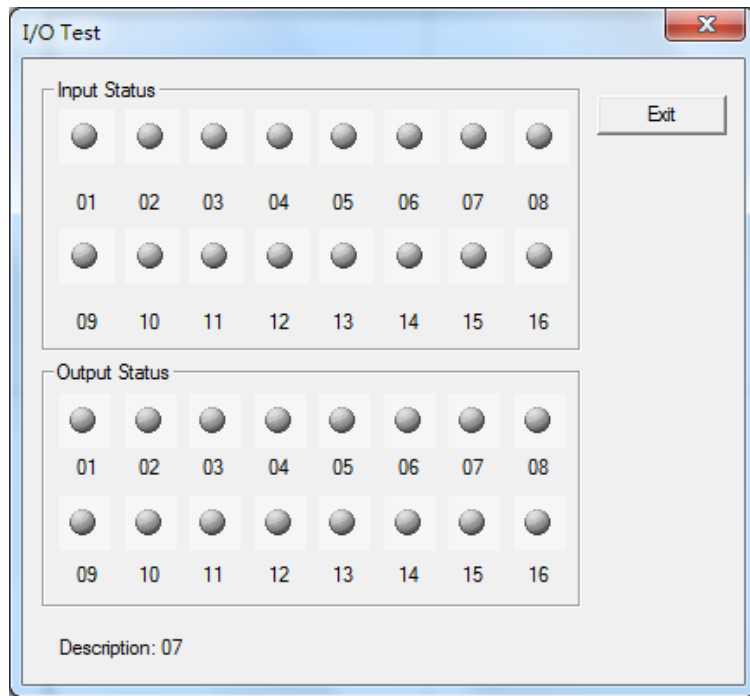 I/O Test
Input Status
Exit
01 02 03 04 05 06 07 08
09 10 11 12 13 14 15 16
Output Status
01 02 03 04 05 06 07 08
09 10 11 12 13 14 15 16
Description: 07